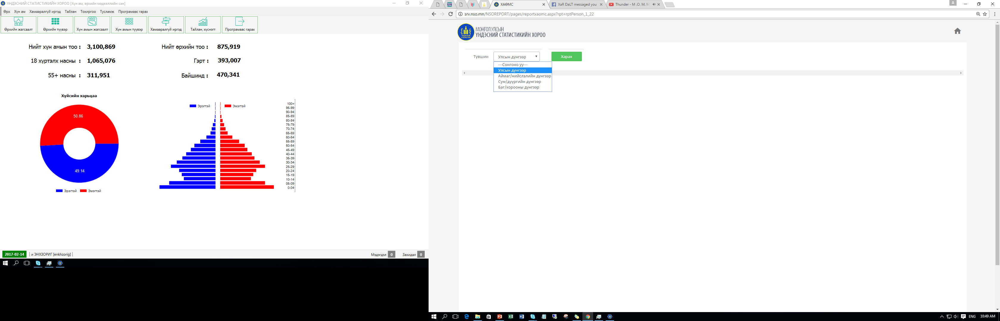 ҮНДЭСНИЙ СТАТИСТИКИЙН ХОРОО [Хүн ам, өрхийн мэдээллийн сан]
Өрх Хүн ам Хамааралгүй иргэд Тайлан Тохиргоо Тусламж Програмаас гарах
Өрхийн жагсаалт Өрхийн түүвэр Хүн амын жагсаалт Хүн амын түүвэр Хамааралгүй иргэд Тайлан, хүснэгт Програмаас гарах
Нийт хүн амын тоо : 3,100,869 Нийт өрхийн тоо : 875,919
18 хүртэлх насны : 1,065,076 Гэрт : 393,007
55+ насны : 311,951 Байшинд : 470,341
Хүйсийн харьцаа
50.86
49.14
Эрэгтэй Эмэгтэй
Эрэгтэй Эмэгтэй
100+
95-99
90-94
85-89
80-84
75-79
70-74
65-69
60-64
55-59
50-54
45-49
40-44
35-39
30-34
25-29
20-24
15-19
10-14
05-09
0-04
2017-02-14 и ЭНХЗОРИГ [enkhzorig] Мэдэгдэл 0 Захидал 0
UN ХАӨМС XaR DaLT messaged you Thunder - M .O. M. M
srv.nso.mn/NSOREPORT/pages/reportxaomc.aspx?rpt=rptPerson_1_22
МОНГОЛ УЛСЫН
ҮНДЭСНИЙ СТАТИСТИКИЙН ХОРОО
ҮНДЭСНИЙ
СТАТИСТИК
Түвшин Улсын дүнгээр Харах
---Сонгоно уу---
Улсын дүнгээр
Аймаг/нийслэлийн дүнгээр
Сум/дүүргийн дүнгээр
Баг/хорооны дүнгээр
ENG 10:49 AM